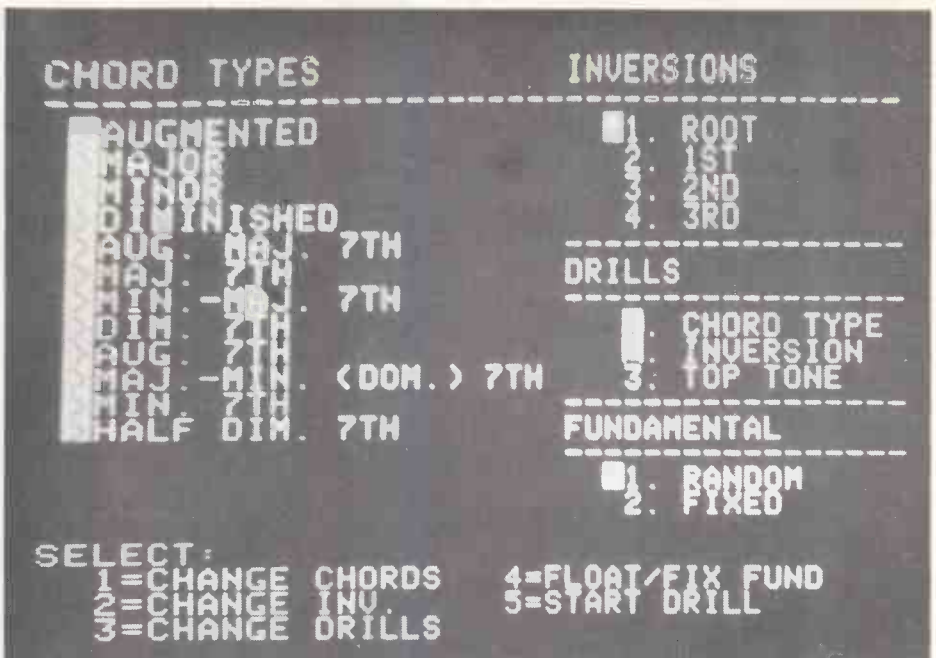 CHORD TYPES
AUGMENTED
MAJOR
MINOR
DIMINISHED
AUG. MAJ. 7TH
MAJ. 7TH
MIN.-MAJ. 7TH
DIM. 7TH
AUG. 7TH
MAJ.-MIN. (DOM.) 7TH
MIN. 7TH
HALF DIM. 7TH
INVERSIONS
1. ROOT
2. 1ST
3. 2ND
4. 3RD
DRILLS
. CHORD TYPE
. INVERSION
3. TOP TONE
FUNDAMENTAL
1. RANDOM
2. FIXED
SELECT:
1=CHANGE CHORDS
2=CHANGE INV.
3=CHANGE DRILLS
4=FLOAT/FIX FUND
5=START DRILL